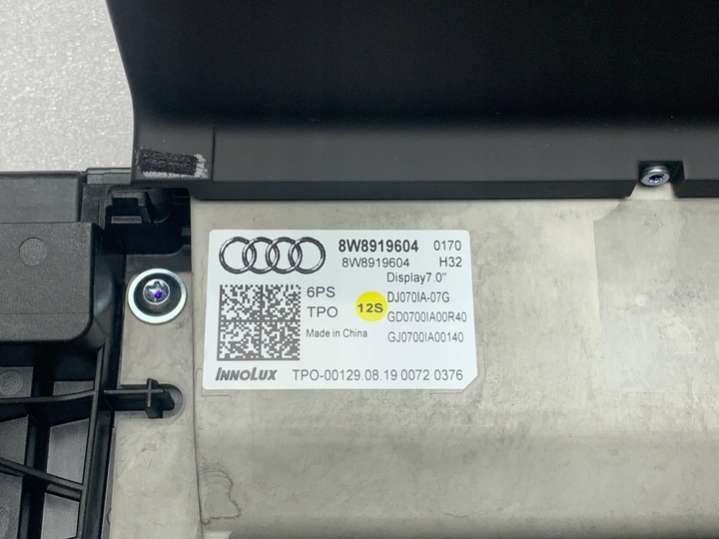 8W8919604 0170
8W8919604 H32
Display7.0"
6PS
TPO
12S
DJ070IA-07G
GD0700IA00R40
GJ0700IA00140
Made in China
INNOLUX TPO-00129.08.19 0072 0376